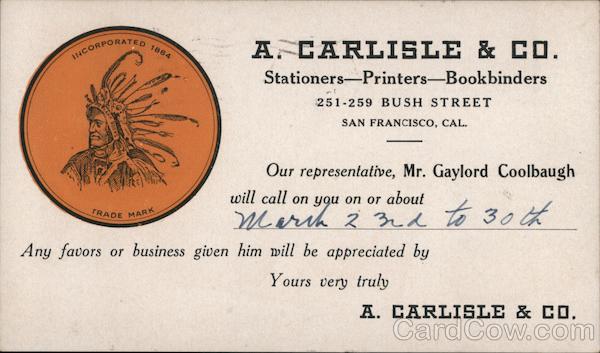 INCORPORATED 1864
TRADE MARK
A. CARLISLE & CO.
Stationers—Printers—Bookbinders
251-259 BUSH STREET
SAN FRANCISCO, CAL.
Our representative, Mr. Gaylord Coolbaugh
will call on you on or about
March 23rd to 30th
Any favors or business given him will be appreciated by
Yours very truly
A. CARLISLE & CO.
CardCow.com